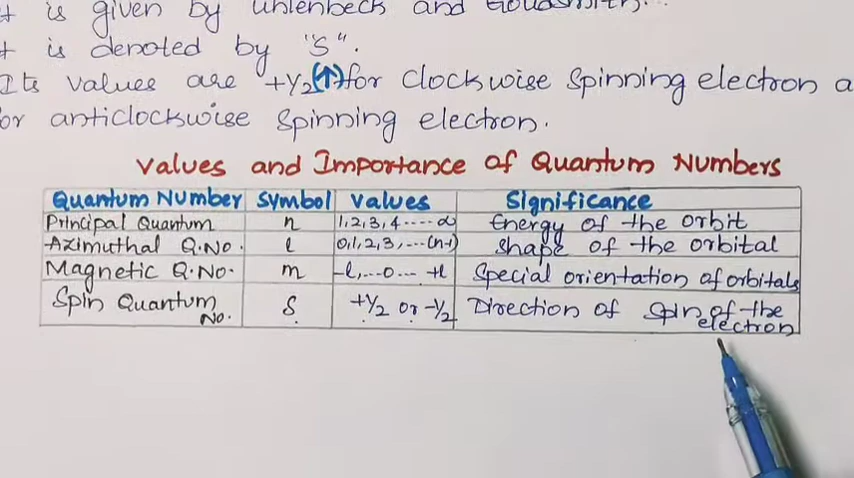 It is given by Uhlenbeck and Goudsmith...
It is denoted by "S".
Its values are +1/2(↑) for clockwise spinning electron a
or anticlockwise spinning electron.
Values and Importance of Quantum Numbers
Quantum Number Symbol Values Significance
Principal Quantum n 1,2,3,4-----∞ Energy of the orbit
Azimuthal Q.No. l 0,1,2,3,---(n-1) shape of the orbital
Magnetic Q.No. m -l,...0... +l Special orientation of orbitals
Spin Quantum No. S +1/2 or -1/2 Direction of spin of the electron